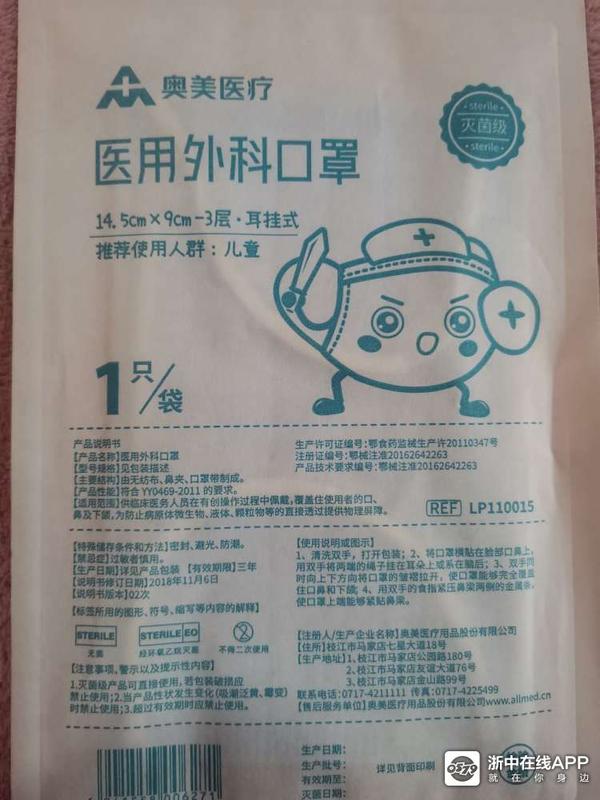 奥美医疗
sterile
灭菌级
sterile
医用外科口罩
14.5cm×9cm-3层·耳挂式
推荐使用人群：儿童
1只/袋
产品说明书
【产品名称】医用外科口罩
【型号规格】见包装描述
【主要结构】由无纺布、鼻夹、口罩带制成。
【产品性能】符合 YY0469-2011 的要求。
【适用范围】供临床医务人员在有创操作过程中佩戴，覆盖住使用者的口、
鼻及下颌，为防止病原体微生物、液体、颗粒物等的直接透过提供物理屏障。
生产许可证编号：鄂食药监械生产许20110347号
注册证编号：鄂械注准20162642263
产品技术要求编号：鄂械注准20162642263
REF LP110015
【特殊储存条件和方法】密封、避光、防潮。
【禁忌症】过敏者慎用。
【生产日期】详见产品包装 【有效期限】三年
【说明书修订日期】2018年11月6日
【说明书版本】02次
【标签所用的图形、符号、缩写等内容的解释】
STERILE
STERILE EO
无菌
经环氧乙烷灭菌
不得二次使用
【注意事项、警示以及提示性内容】
1.灭菌级产品可直接使用，若包装破损应
禁止使用；2.当产品性状发生变化（吸潮泛黄、霉变）
时禁止使用；3.超过有效期时应禁止使用。
【使用说明或图示】
1、清洗双手，打开包装；2、将口罩横贴在脸部口鼻上，
用双手将两端的绳子挂在耳朵上或系在脑后；3、双手同
时向上下方向将口罩的皱褶拉开，使口罩能够完全覆盖
住口鼻和下颌；4、用双手的食指紧压鼻梁两侧的金属条，
使口罩上端能够紧贴鼻梁。
【注册人/生产企业名称】奥美医疗用品股份有限公司
【住所】枝江市马家店七星大道18号
【生产地址】1、枝江市马家店公园路180号
2、枝江市马家店友谊大道76号
3、枝江市马家店金山路99号
联系电话：0717-4211111 传真：0717-4225499
【售后服务单位】奥美医疗用品股份有限公司www.allmed.cn
生产日期：
生产批号：
有效期至：
灭菌日期：
详见背面印刷
浙中在线APP
就在你身边